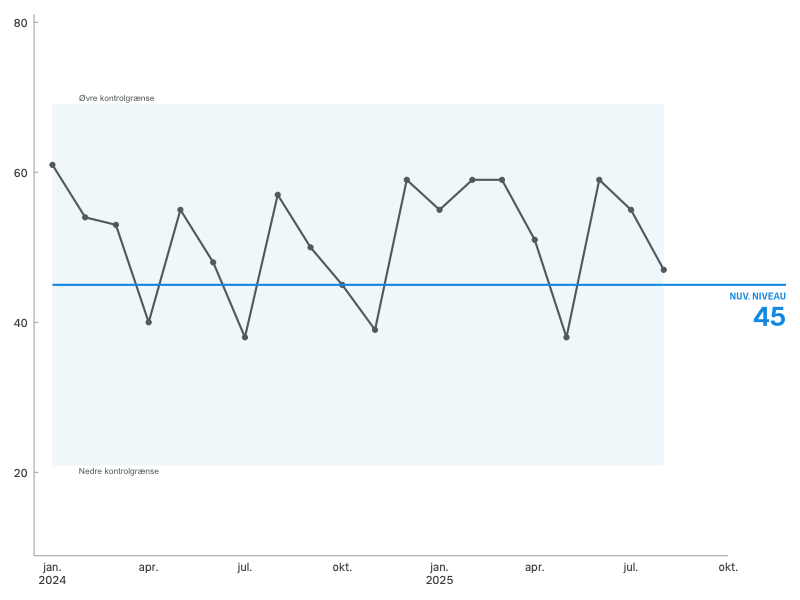 80
Øvre kontrolgrænse
60
NUV. NIVEAU
45
40
Nedre kontrolgrænse
20
jan. apr. jul. okt. jan. apr. jul. okt.
2024 2025